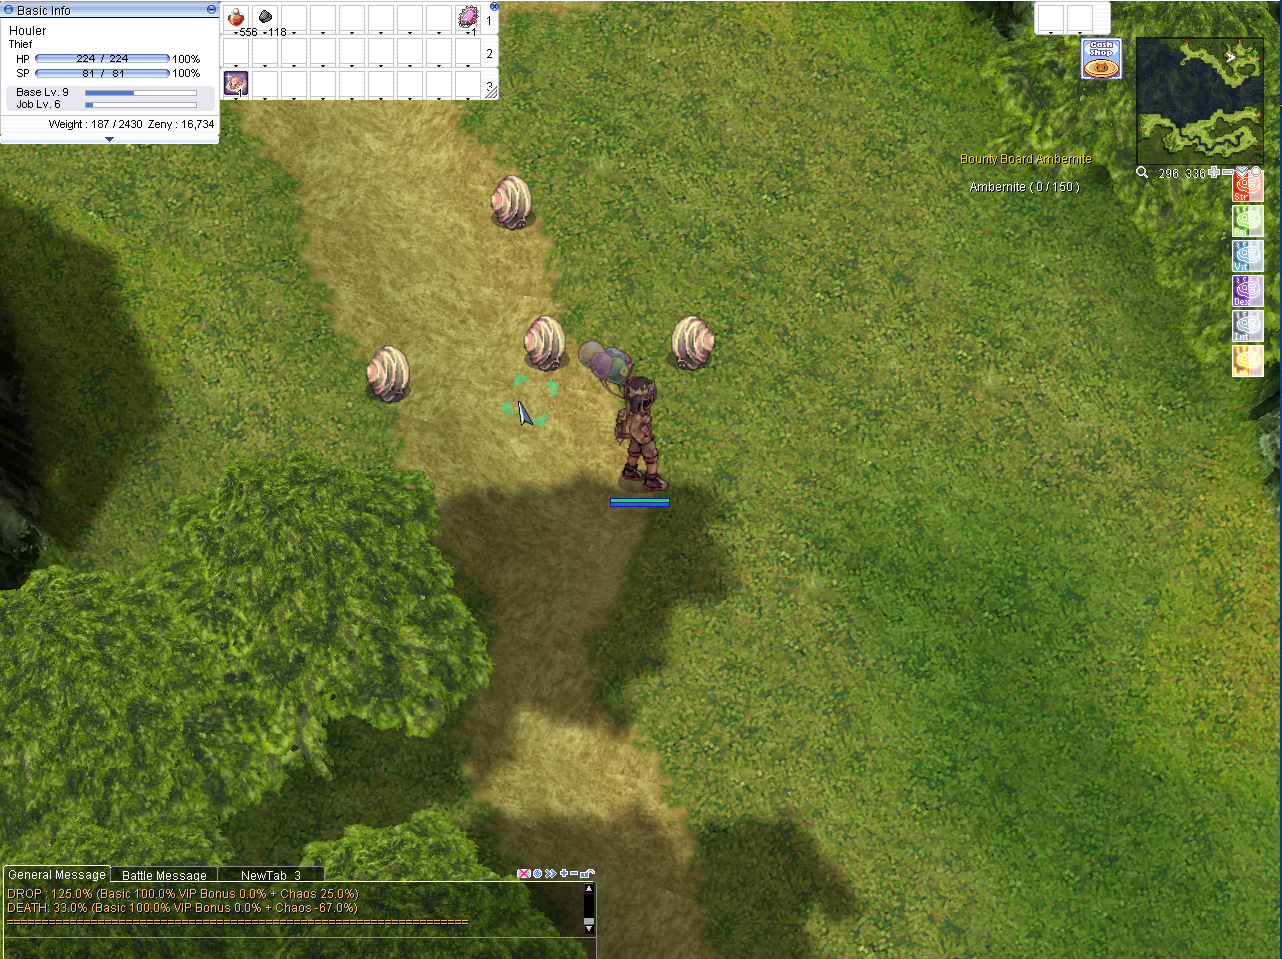 Basic Info
Houler
Thief
HP 224 / 224 100%
SP 81 / 81 100%
Base Lv. 9
Job Lv. 6
Weight : 187 / 2430 Zeny : 16,734
556 118 1 1
2
1 3
Cash Shop
Bounty Board Ambernite
Ambernite ( 0 / 150 )
296 336
Str
Agi
Vit
Dex
Int
General Message Battle Message NewTab_3
DROP : 125.0% (Basic 100.0% VIP Bonus 0.0% + Chaos 25.0%)
DEATH: 33.0% (Basic 100.0% VIP Bonus 0.0% + Chaos -67.0%)